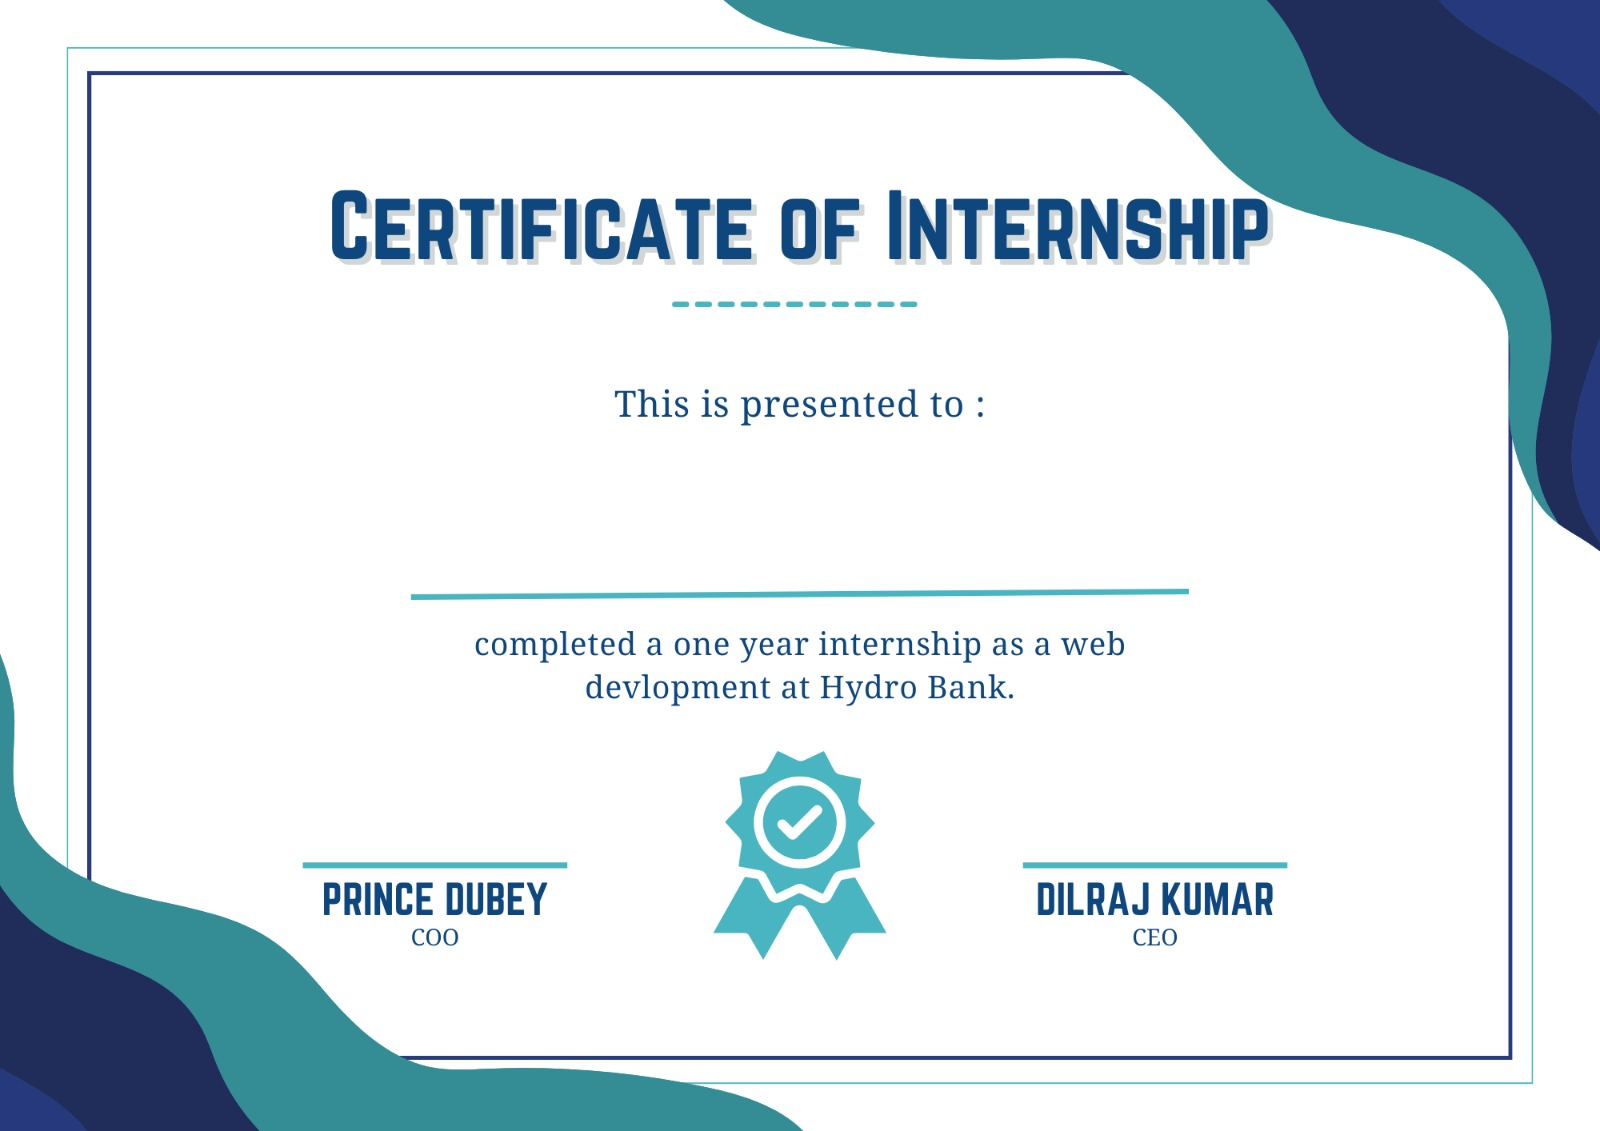 Certificate of Internship
This is presented to :
completed a one year internship as a web
devlopment at Hydro Bank.
PRINCE DUBEY
COO
DILRAJ KUMAR
CEO